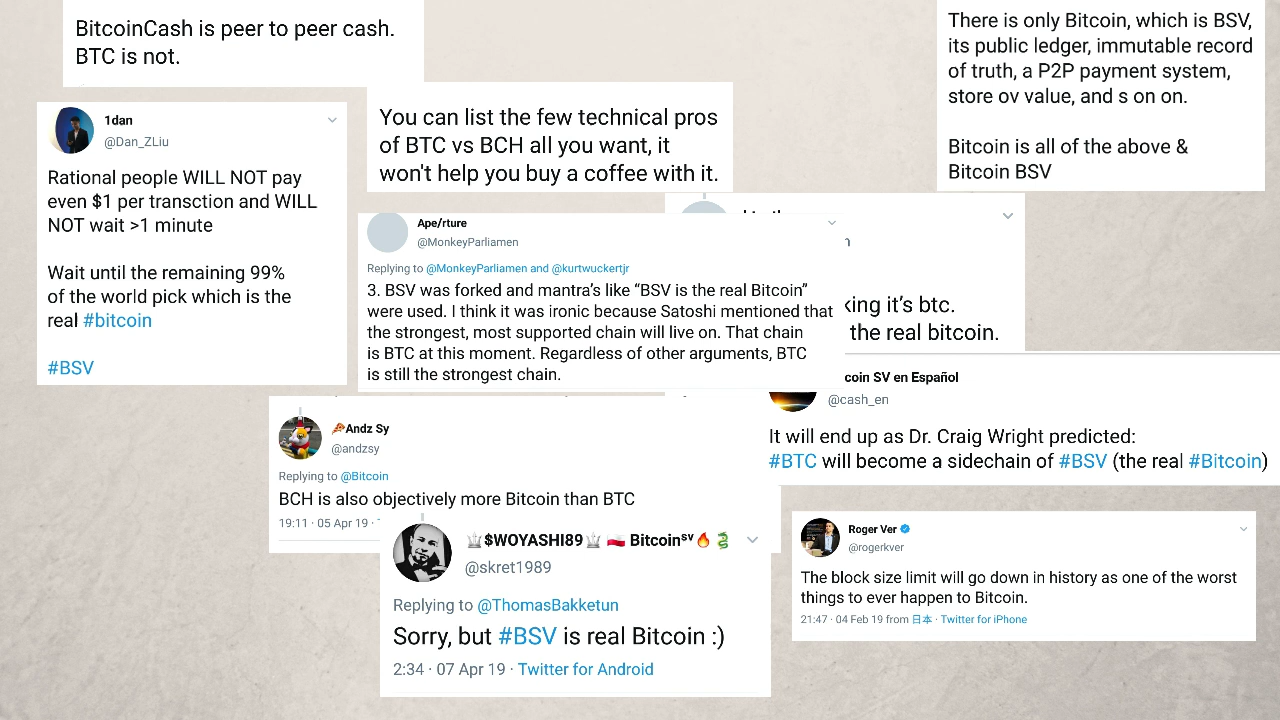 BitcoinCash is peer to peer cash.
BTC is not.
1dan
@Dan_ZLiu
Rational people WILL NOT pay
even $1 per transction and WILL
NOT wait >1 minute
Wait until the remaining 99%
of the world pick which is the
real #bitcoin
#BSV
You can list the few technical pros
of BTC vs BCH all you want, it
won't help you buy a coffee with it.
There is only Bitcoin, which is BSV,
its public ledger, immutable record
of truth, a P2P payment system,
store ov value, and s on on.
Bitcoin is all of the above &
Bitcoin BSV
Ape/rture
@MonkeyParliamen
Replying to @MonkeyParliamen and @kurtwuckertjr
3. BSV was forked and mantra's like “BSV is the real Bitcoin”
were used. I think it was ironic because Satoshi mentioned that
the strongest, most supported chain will live on. That chain
is BTC at this moment. Regardless of other arguments, BTC
is still the strongest chain.
king it's btc.
the real bitcoin.
coin SV en Español
@cash_en
It will end up as Dr. Craig Wright predicted:
#BTC will become a sidechain of #BSV (the real #Bitcoin)
🍕Andz Sy
@andzsy
Replying to @Bitcoin
BCH is also objectively more Bitcoin than BTC
19:11 · 05 Apr 19 ·
$WOYASHI89 🇵🇱 Bitcoinˢⱽ🔥🐉
@skret1989
Replying to @ThomasBakketun
Sorry, but #BSV is real Bitcoin :)
2:34 · 07 Apr 19 · Twitter for Android
Roger Ver
@rogerkver
The block size limit will go down in history as one of the worst
things to ever happen to Bitcoin.
21:47 · 04 Feb 19 from 日本 · Twitter for iPhone